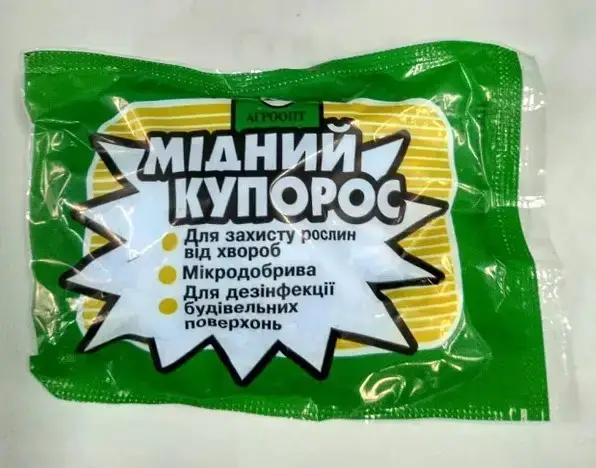 АГРООПТ
МІДНИЙ
КУПОРОС
Для захисту рослин
від хвороб
Мікродобрива
Для дезінфекції
будівельних
поверхонь